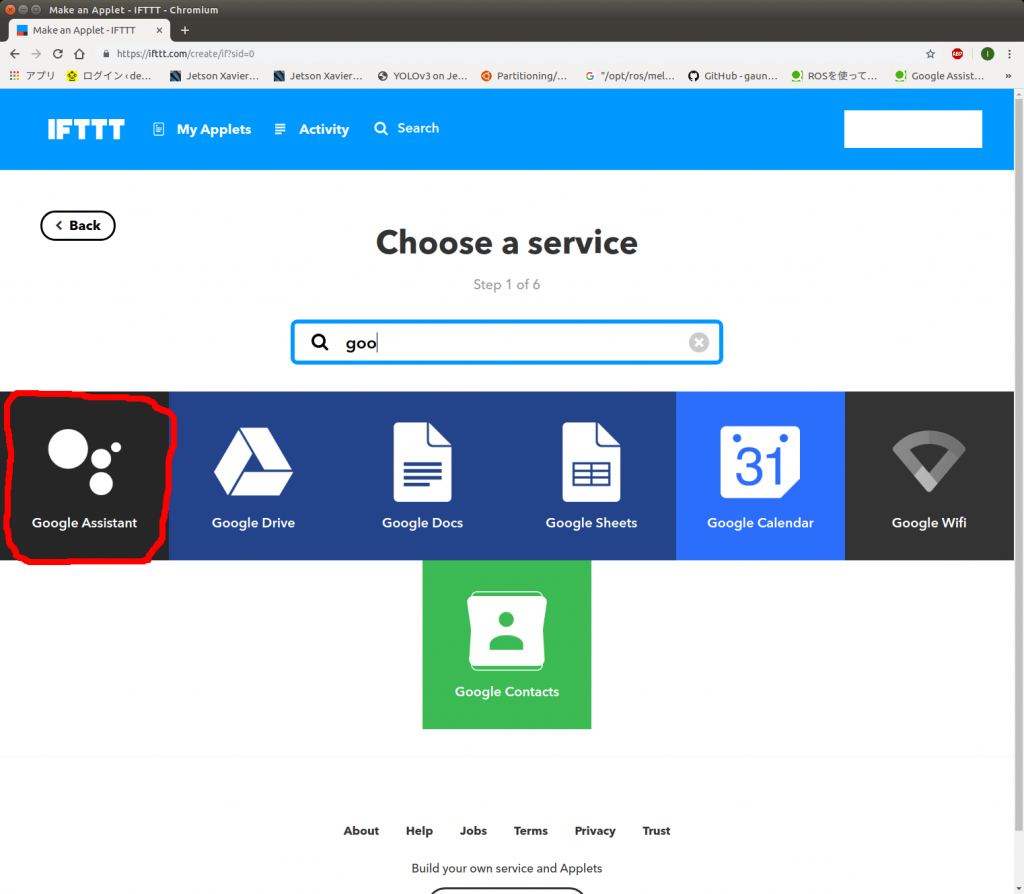 Make an Applet - IFTTT - Chromium
Make an Applet - IFTTT
https://ifttt.com/create/if?sid=0
ABP
I
アプリ
ログイン ‹ de...
Jetson Xavier...
Jetson Xavier...
YOLOv3 on Je...
Partitioning/...
"/opt/ros/mel...
GitHub - gaun...
ROSを使って...
Google Assist...
»
IFTTT
My Applets
Activity
Search
Back
Choose a service
Step 1 of 6
goo
Google Assistant
Google Drive
Google Docs
Google Sheets
31
Google Calendar
Google Wifi
Google Contacts
About
Help
Jobs
Terms
Privacy
Trust
Build your own service and Applets